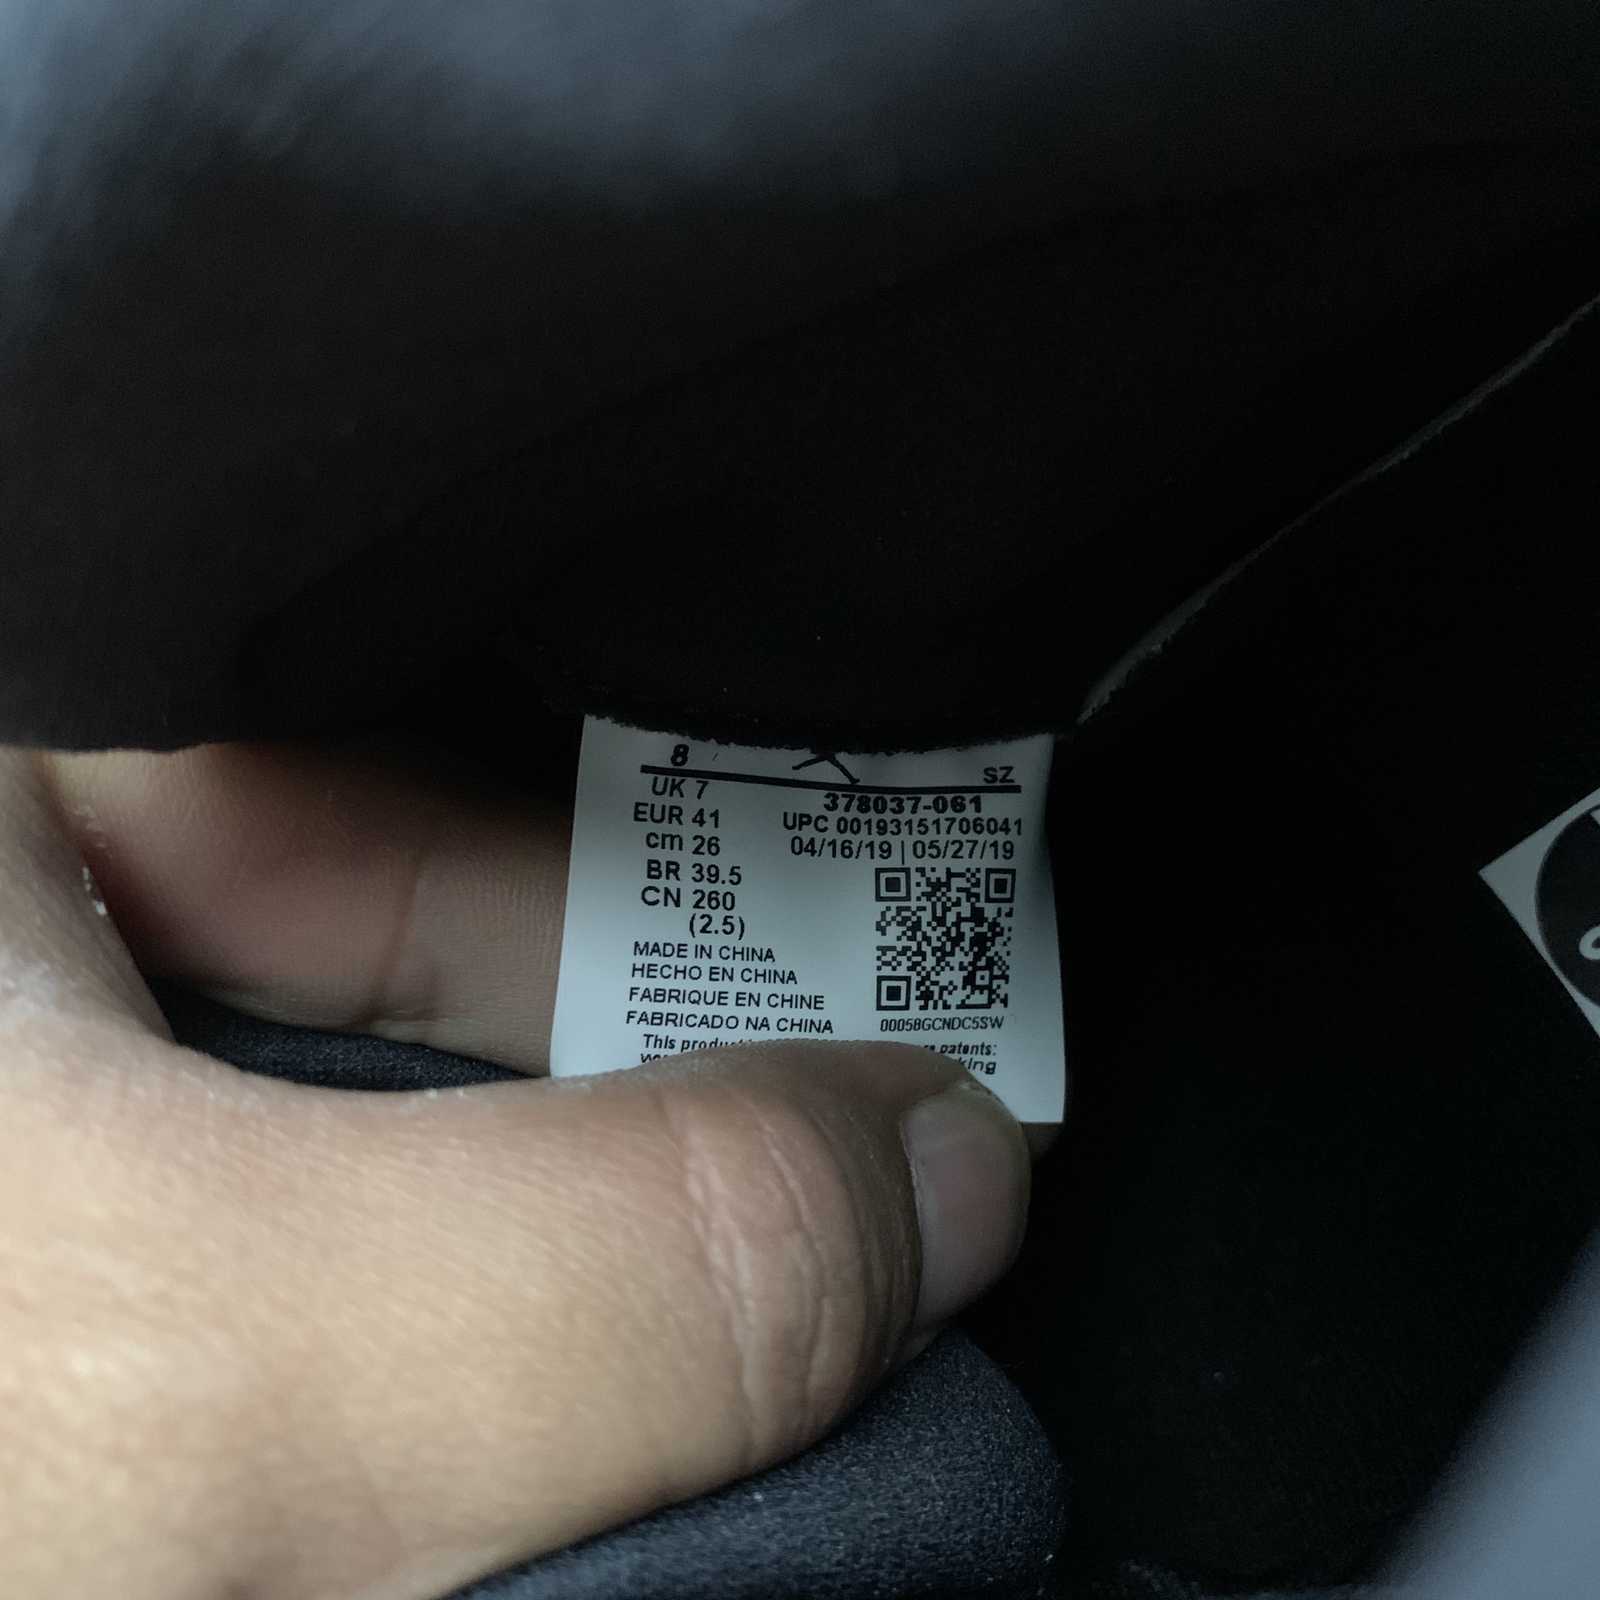 8 SZ
UK 7
EUR 41
cm 26
BR 39.5
CN 260
(2.5)
378037-061
UPC 00193151706041
04/16/19 | 05/27/19
MADE IN CHINA
HECHO EN CHINA
FABRIQUE EN CHINE
FABRICADO NA CHINA
00058GCNDC5SW
This patents: